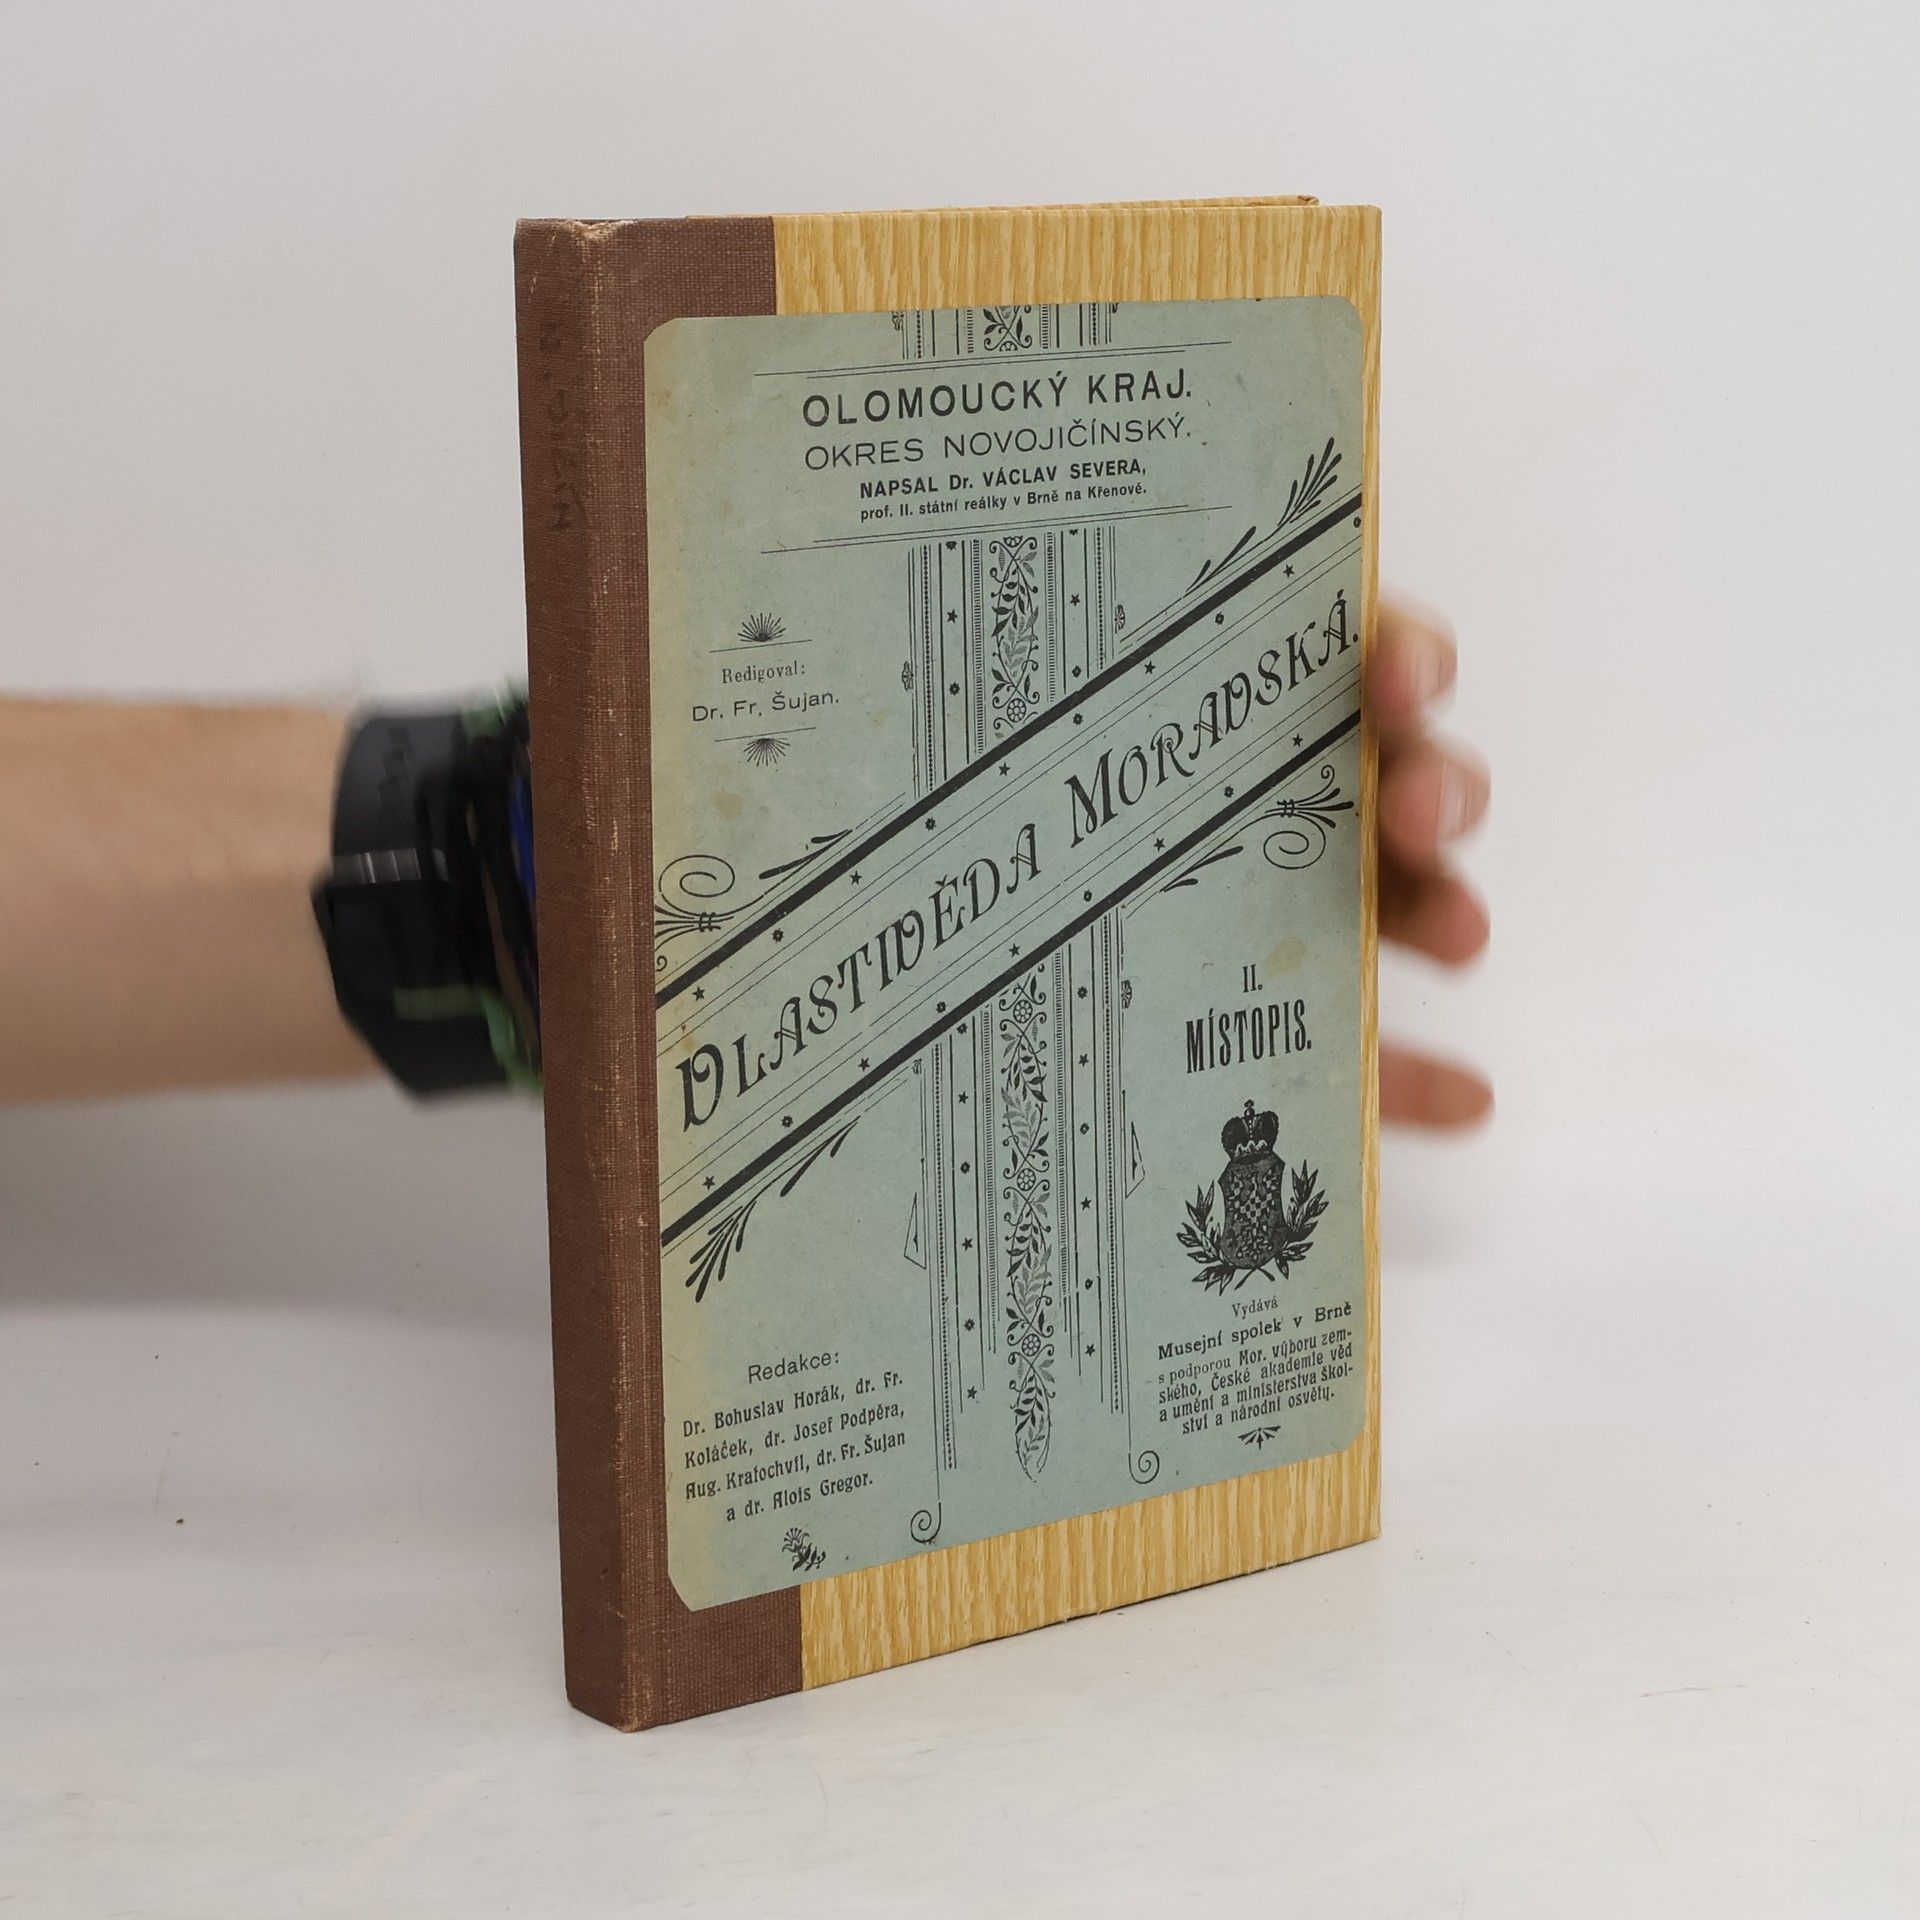 OLOMOUCKÝ KRAJ.
OKRES NOVOJIČÍNSKÝ.
NAPSAL Dr. VÁCLAV SEVERA,
prof. II. státní reálky v Brně na Křenové.
Redigoval:
Dr. Fr. Šujan.
VLASTIVĚDA MORAVSKÁ.
II.
MÍSTOPIS.
Vydává
Musejní spolek v Brně
s podporou Mor. výboru zem-
ského, České akademie věd
a umění a ministerstva škol-
ství a národní osvěty.
Redakce:
Dr. Bohuslav Horák, dr. Fr.
Koláček, dr. Josef Podpěra,
Aug. Kratochvíl, dr. Fr. Šujan
a dr. Alois Gregor.
N. JIČÍN